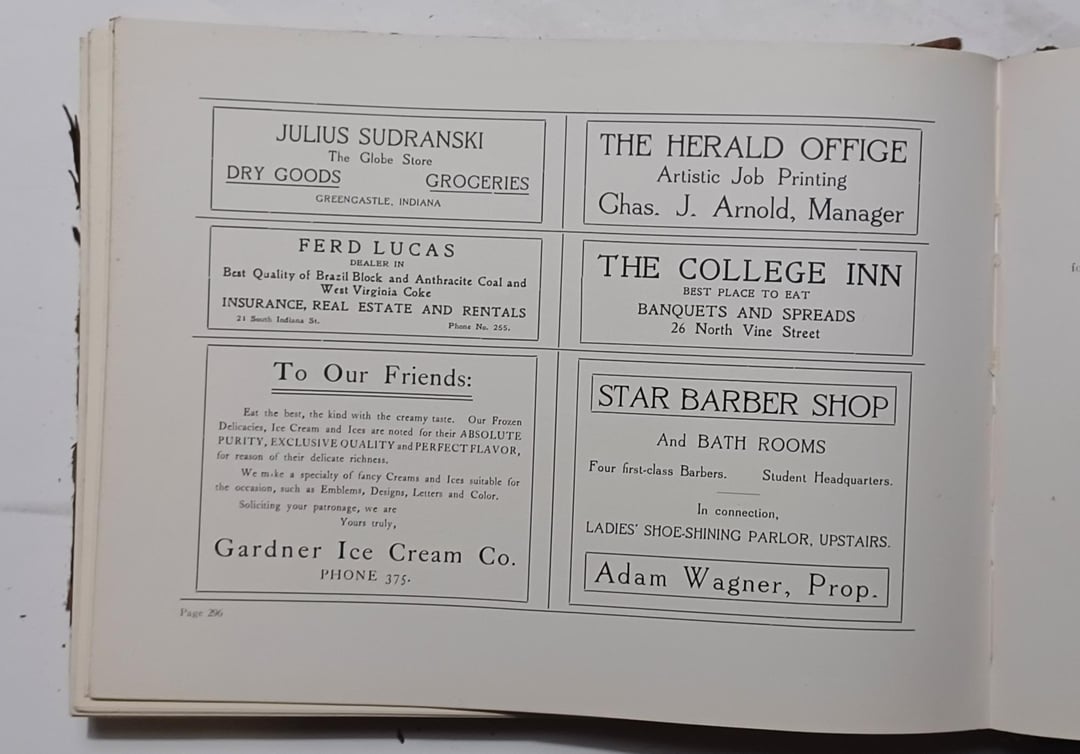 JULIUS SUDRANSKI
The Globe Store
DRY GOODS GROCERIES
GREENCASTLE, INDIANA
FERD LUCAS
DEALER IN
Best Quality of Brazil Block and Anthracite Coal and
West Virginia Coke
INSURANCE, REAL ESTATE AND RENTALS
21 South Indiana St. Phone No. 255.
To Our Friends:
Eat the best, the kind with the creamy taste. Our Frozen
Delicacies, Ice Cream and Ices are noted for their ABSOLUTE
PURITY, EXCLUSIVE QUALITY and PERFECT FLAVOR,
for reason of their delicate richness.
We make a specialty of fancy Creams and Ices suitable for
the occasion, such as Emblems, Designs, Letters and Color.
Soliciting your patronage, we are
Yours truly,
Gardner Ice Cream Co.
PHONE 375.
THE HERALD OFFICE
Artistic Job Printing
Chas. J. Arnold, Manager
THE COLLEGE INN
BEST PLACE TO EAT
BANQUETS AND SPREADS
26 North Vine Street
STAR BARBER SHOP
And BATH ROOMS
Four first-class Barbers. Student Headquarters.
In connection,
LADIES' SHOE-SHINING PARLOR, UPSTAIRS.
Adam Wagner, Prop.
Page 296